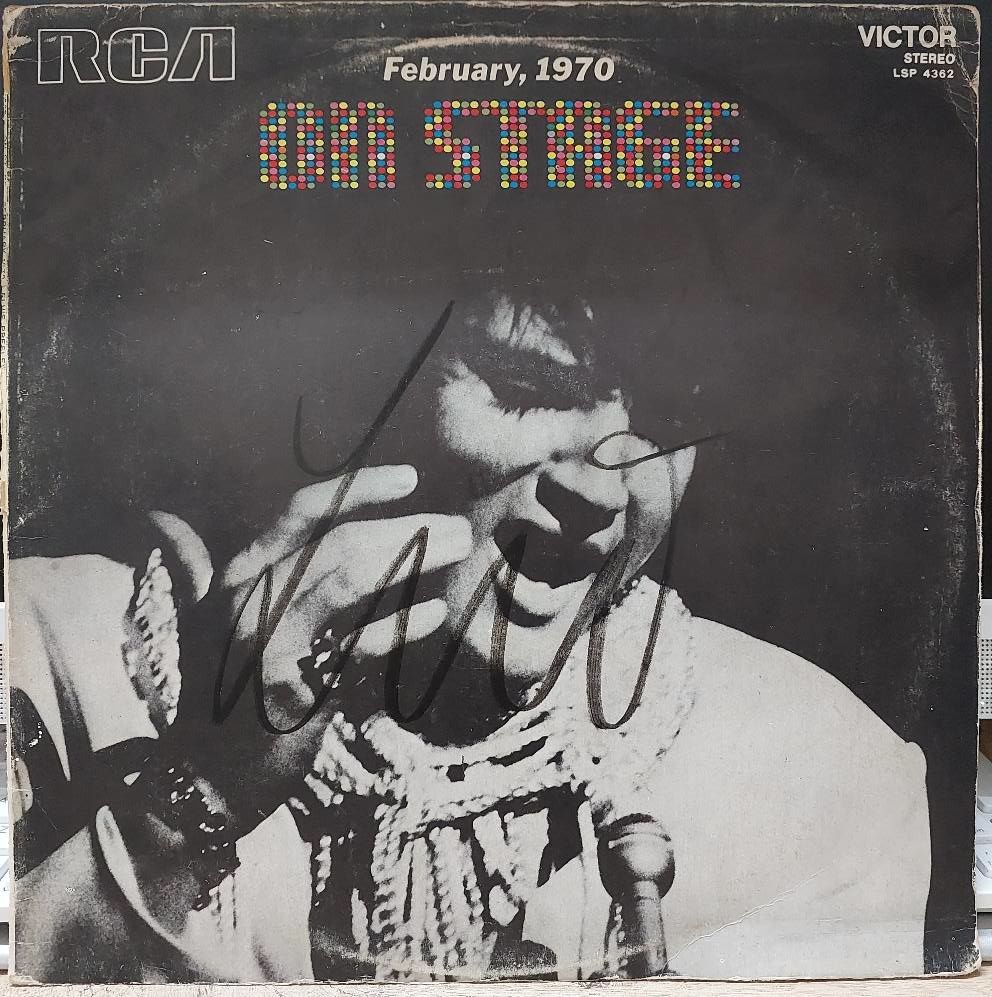 RCA
VICTOR
STEREO
LSP 4362
February, 1970
ON STAGE